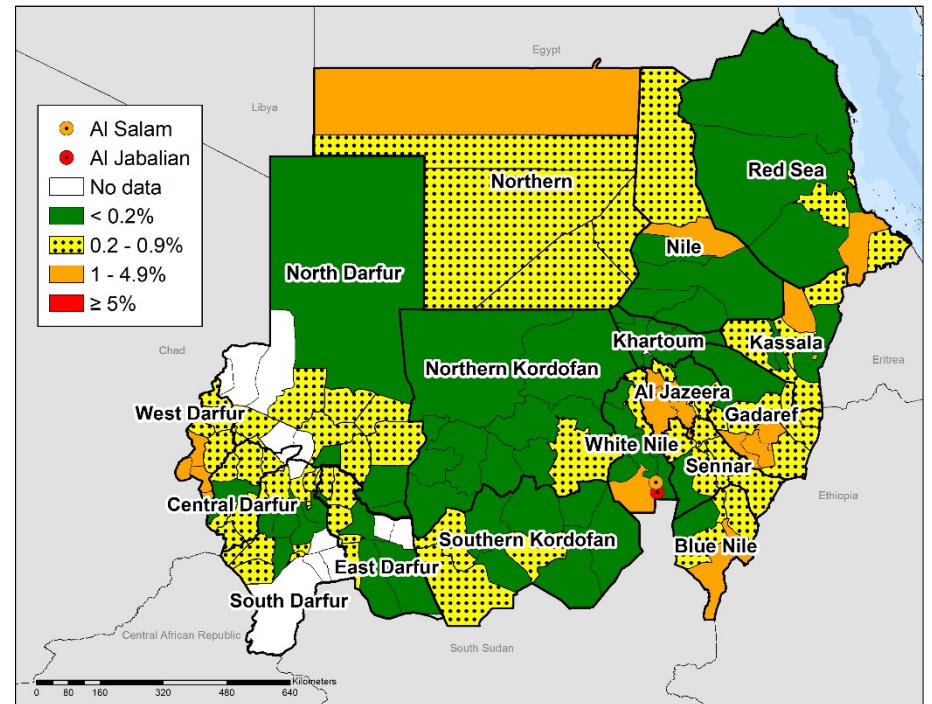 Egypt
Libya
Al Salam
Al Jabalian
No data
< 0.2%
0.2 - 0.9%
1 - 4.9%
≥ 5%
Red Sea
Northern
Nile
North Darfur
Khartoum
Kassala
Chad
Eritrea
Northern Kordofan
Al Jazeera
West Darfur
Gadaref
White Nile
Sennar
Ethiopia
Central Darfur
Southern Kordofan
Blue Nile
East Darfur
South Darfur
Central African Republic
South Sudan
Kilometers
0 80 160 320 480 640